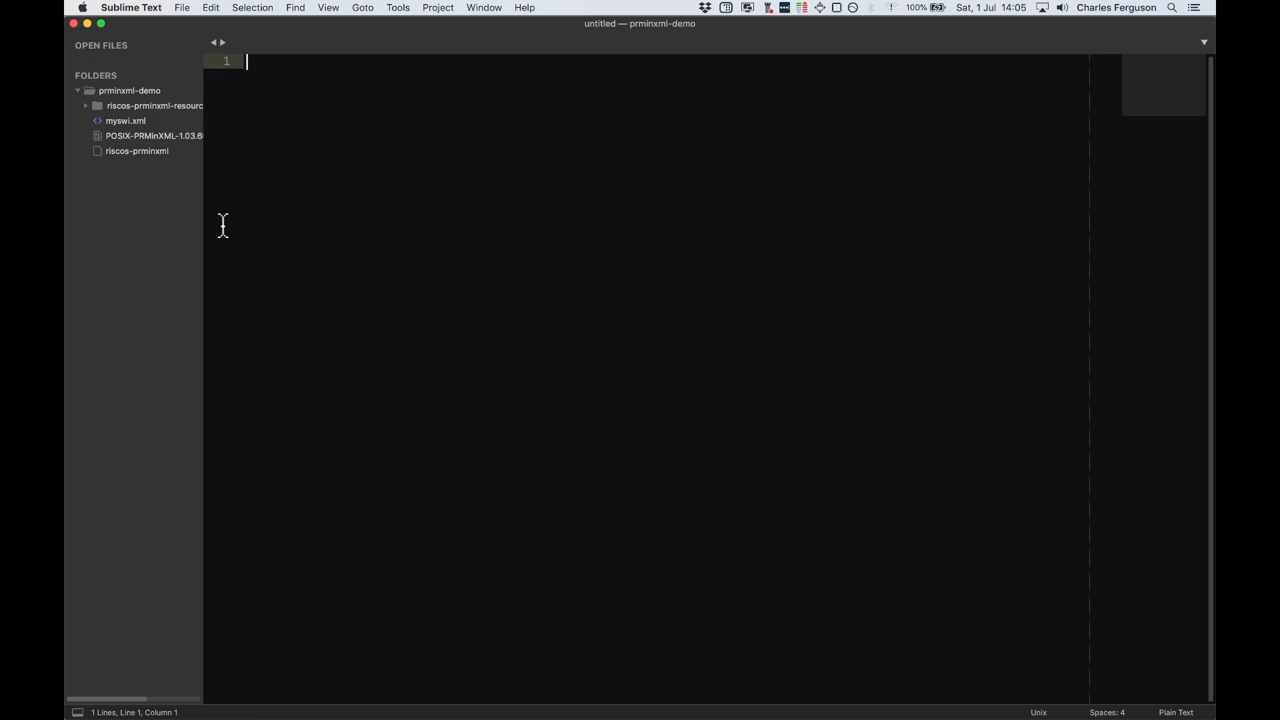 Sublime Text File Edit Selection Find View Goto Tools Project Window Help 100% Sat, 1 Jul 14:05 Charles Ferguson
untitled — prminxml-demo
OPEN FILES
1
FOLDERS
prminxml-demo
riscos-prminxml-resourc
myswi.xml
POSIX-PRMinXML-1.03.6
riscos-prminxml
1 Lines, Line 1, Column 1 Unix Spaces: 4 Plain Text